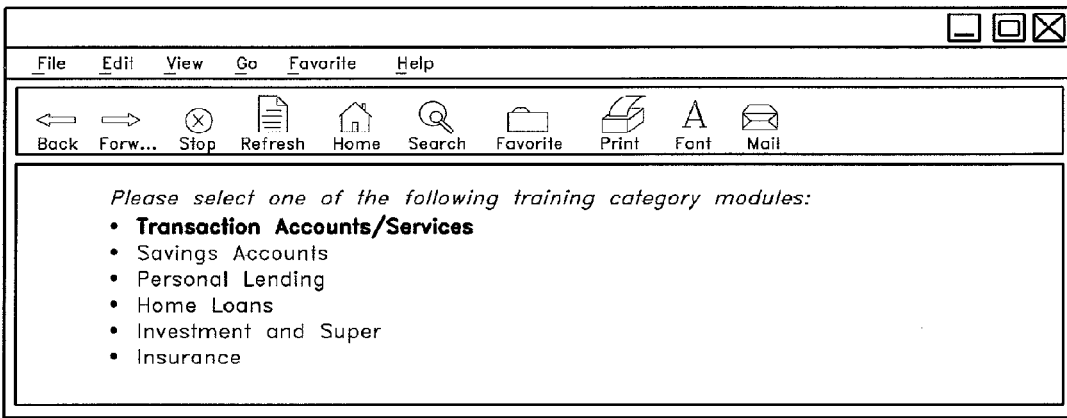 File Edit View Go Favorite Help
Back Forw... Stop Refresh Home Search Favorite Print Font Mail
Please select one of the following training category modules:
• Transaction Accounts/Services
• Savings Accounts
• Personal Lending
• Home Loans
• Investment and Super
• Insurance